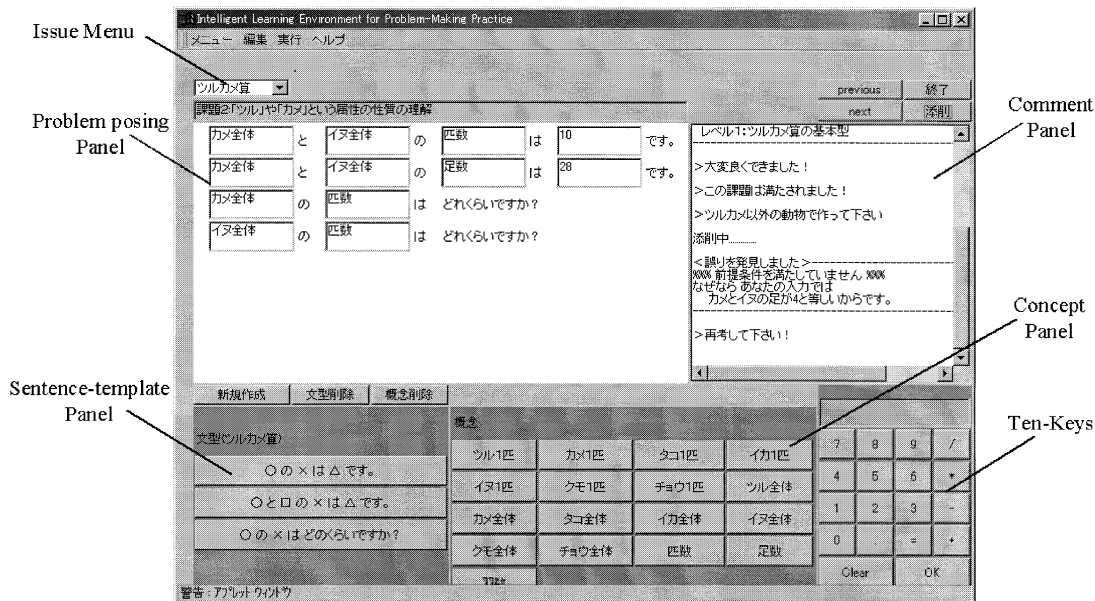 Intelligent Learning Environment for Problem-Making Practice
メニュー 編集 実行 ヘルプ
Issue Menu
ツルカメ算
previous 終了
課題2:「ツル」や「カメ」という属性の性質の理解
next 添削
Comment Panel
Problem posing Panel
カメ全体 と イヌ全体 の 匹数 は 10 です。
カメ全体 と イヌ全体 の 足数 は 28 です。
カメ全体 の 匹数 は どれくらいですか?
イヌ全体 の 匹数 は どれくらいですか?
レベル1:ツルカメ算の基本型
>大変良くできました!
>この課題は満たされました!
>ツルカメ以外の動物で作って下さい
添削中............
<誤りを発見しました>
%%% 前提条件を満たしていません %%%
なぜなら あなたの入力では
カメとイヌの足が4と等しいからです。
>再考して下さい!
Concept Panel
Sentence-template Panel
新規作成 文型削除 概念削除
文型(ツルカメ算)
○の×は△です。
○と□の×は△です。
○の×はどのくらいですか?
概念
ツル1匹 カメ1匹 タコ1匹 イカ1匹
イヌ1匹 クモ1匹 チョウ1匹 ツル全体
カメ全体 タコ全体 イカ全体 イヌ全体
クモ全体 チョウ全体 匹数 足数
Ten-Keys
7 8 9 /
4 5 6 *
1 2 3 -
0 . = +
Clear OK
警告 : アプレット ウィンドウ